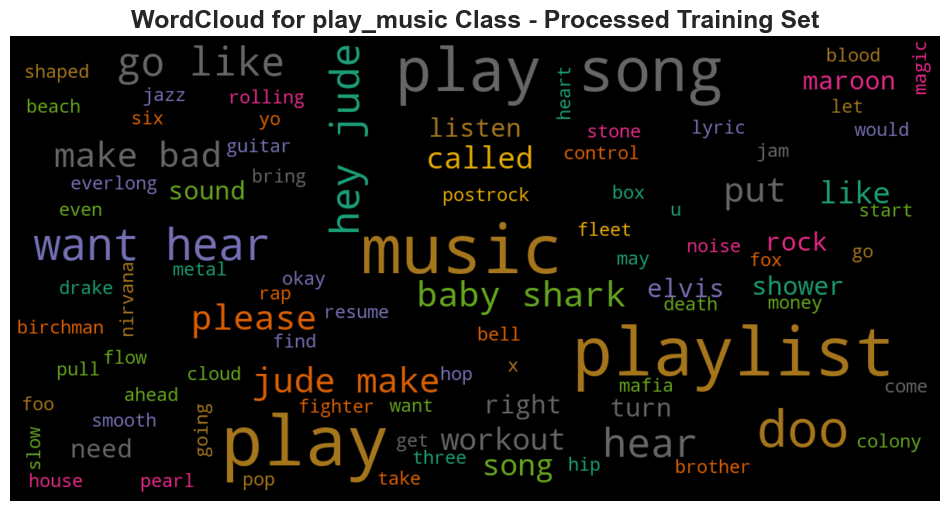 WordCloud for play_music Class - Processed Training Set
shaped
go like
play song
blood
magic
maroon
beach
jazz
rolling
hey jude
heart
let
six
yo
listen
stone
lyric
would
make bad
guitar
called
control
jam
everlong
sound
bring
postrock
box
put
like
even
u
start
want hear
music
fleet
noise
rock
go
metal
may
fox
drake
nirvana
okay
baby shark
elvis
shower
rap
death
money
birchman
please
resume
bell
find
playlist
flow
pull
cloud
jude make
hop
x
mafia
come
ahead
foo
fighter
want
right
turn
smooth
going
play
doo
slow
need
get
workout
hear
colony
three
song
hip
brother
house
pearl
pop
take